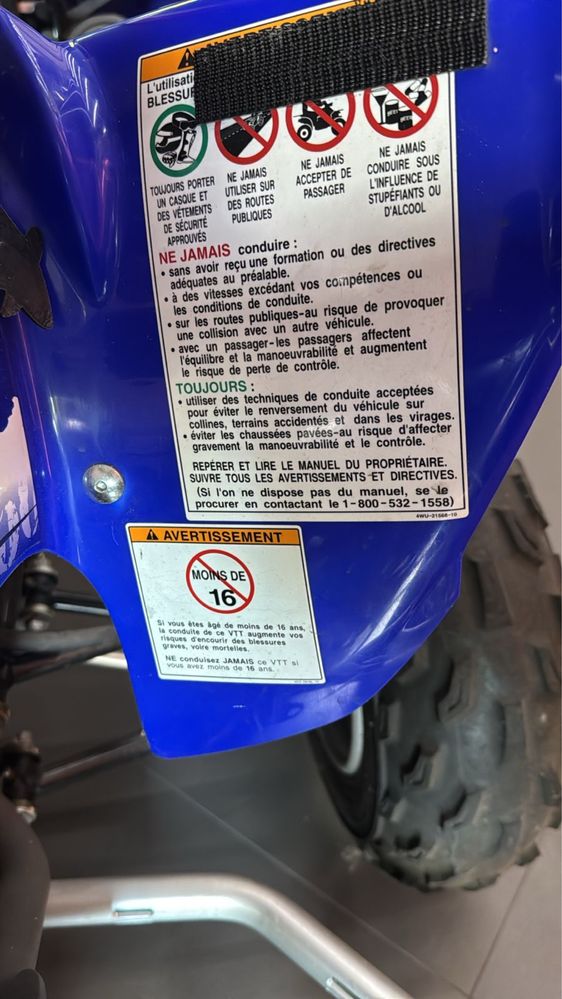 L'utilisati
BLESSU
TOUJOURS PORTER
UN CASQUE ET
DES VÊTEMENTS
DE SÉCURITÉ
APPROUVÉS
NE JAMAIS
UTILISER SUR
DES ROUTES
PUBLIQUES
NE JAMAIS
ACCEPTER DE
PASSAGER
NE JAMAIS
CONDUIRE SOUS
L'INFLUENCE DE
STUPÉFIANTS OU
D'ALCOOL
NE JAMAIS conduire :
• sans avoir reçu une formation ou des directives
adéquates au préalable.
• à des vitesses excédant vos compétences ou
les conditions de conduite.
• sur les routes publiques-au risque de provoquer
une collision avec un autre véhicule.
• avec un passager-les passagers affectent
l'équilibre et la manoeuvrabilité et augmentent
le risque de perte de contrôle.
TOUJOURS :
• utiliser des techniques de conduite acceptées
pour éviter le renversement du véhicule sur
collines, terrains accidentés et dans les virages.
• éviter les chaussées pavées-au risque d'affecter
gravement la manoeuvrabilité et le contrôle.
REPÉRER ET LIRE LE MANUEL DU PROPRIÉTAIRE.
SUIVRE TOUS LES AVERTISSEMENTS ET DIRECTIVES.
(Si l'on ne dispose pas du manuel, se le
procurer en contactant le 1-800-532-1558)
4WU-21568-10
AVERTISSEMENT
MOINS DE
16
Si vous êtes âgé de moins de 16 ans,
la conduite de ce VTT augmente vos
risques d'encourir des blessures
graves, voire mortelles.
NE conduisez JAMAIS ce VTT si
vous avez moins de 16 ans.